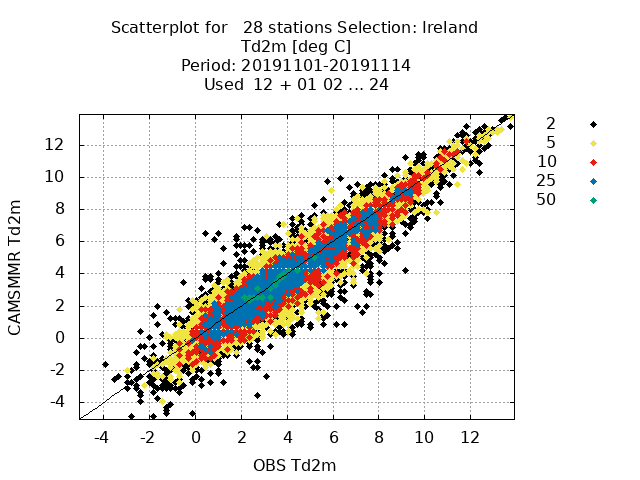 Scatterplot for 28 stations Selection: Ireland
Td2m [deg C]
Period: 20191101-20191114
Used 12 + 01 02 ... 24
2
5
10
25
50
12
10
8
6
4
2
0
-2
-4
CAMSMMR Td2m
-4 -2 0 2 4 6 8 10 12
OBS Td2m